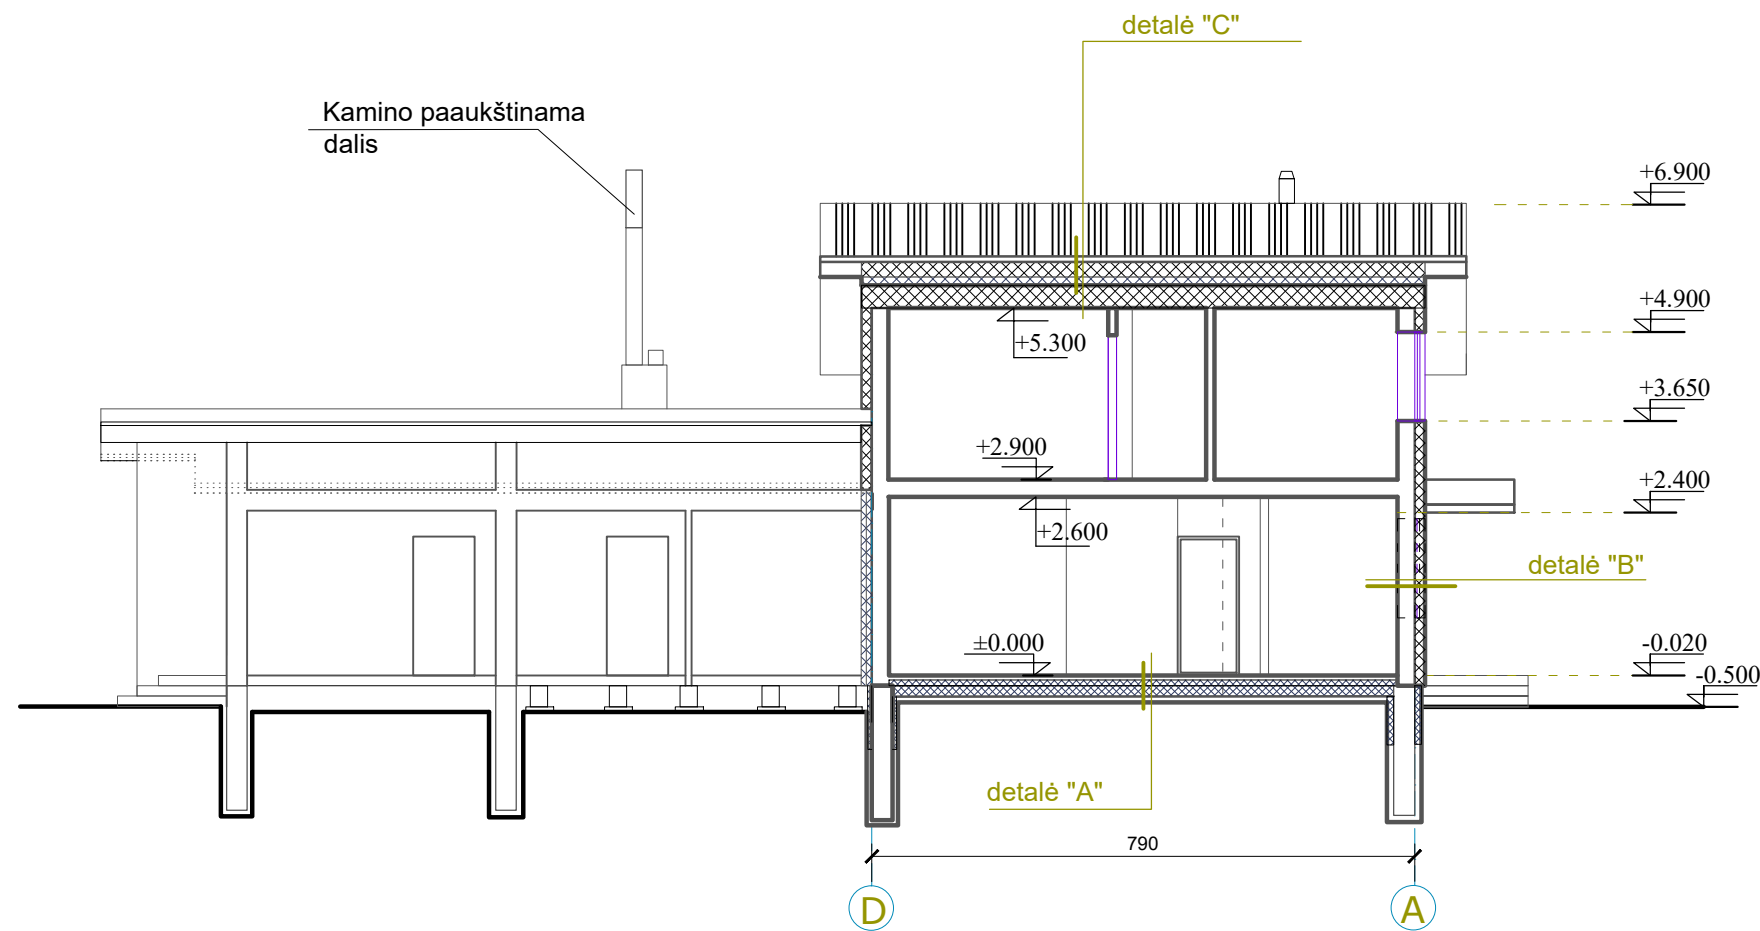 detalė "C"
Kamino paaukštinama
dalis
+6.900
+4.900
+5.300
+3.650
+2.900
+2.400
+2.600
detalė "B"
±0.000
-0.020
-0.500
detalė "A"
790
D
A